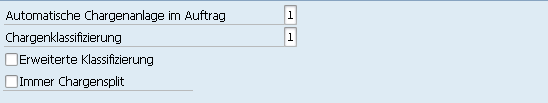 Automatische Chargenanlage im Auftrag 1
Chargenklassifizierung 1
Erweiterte Klassifizierung
Immer Chargensplit